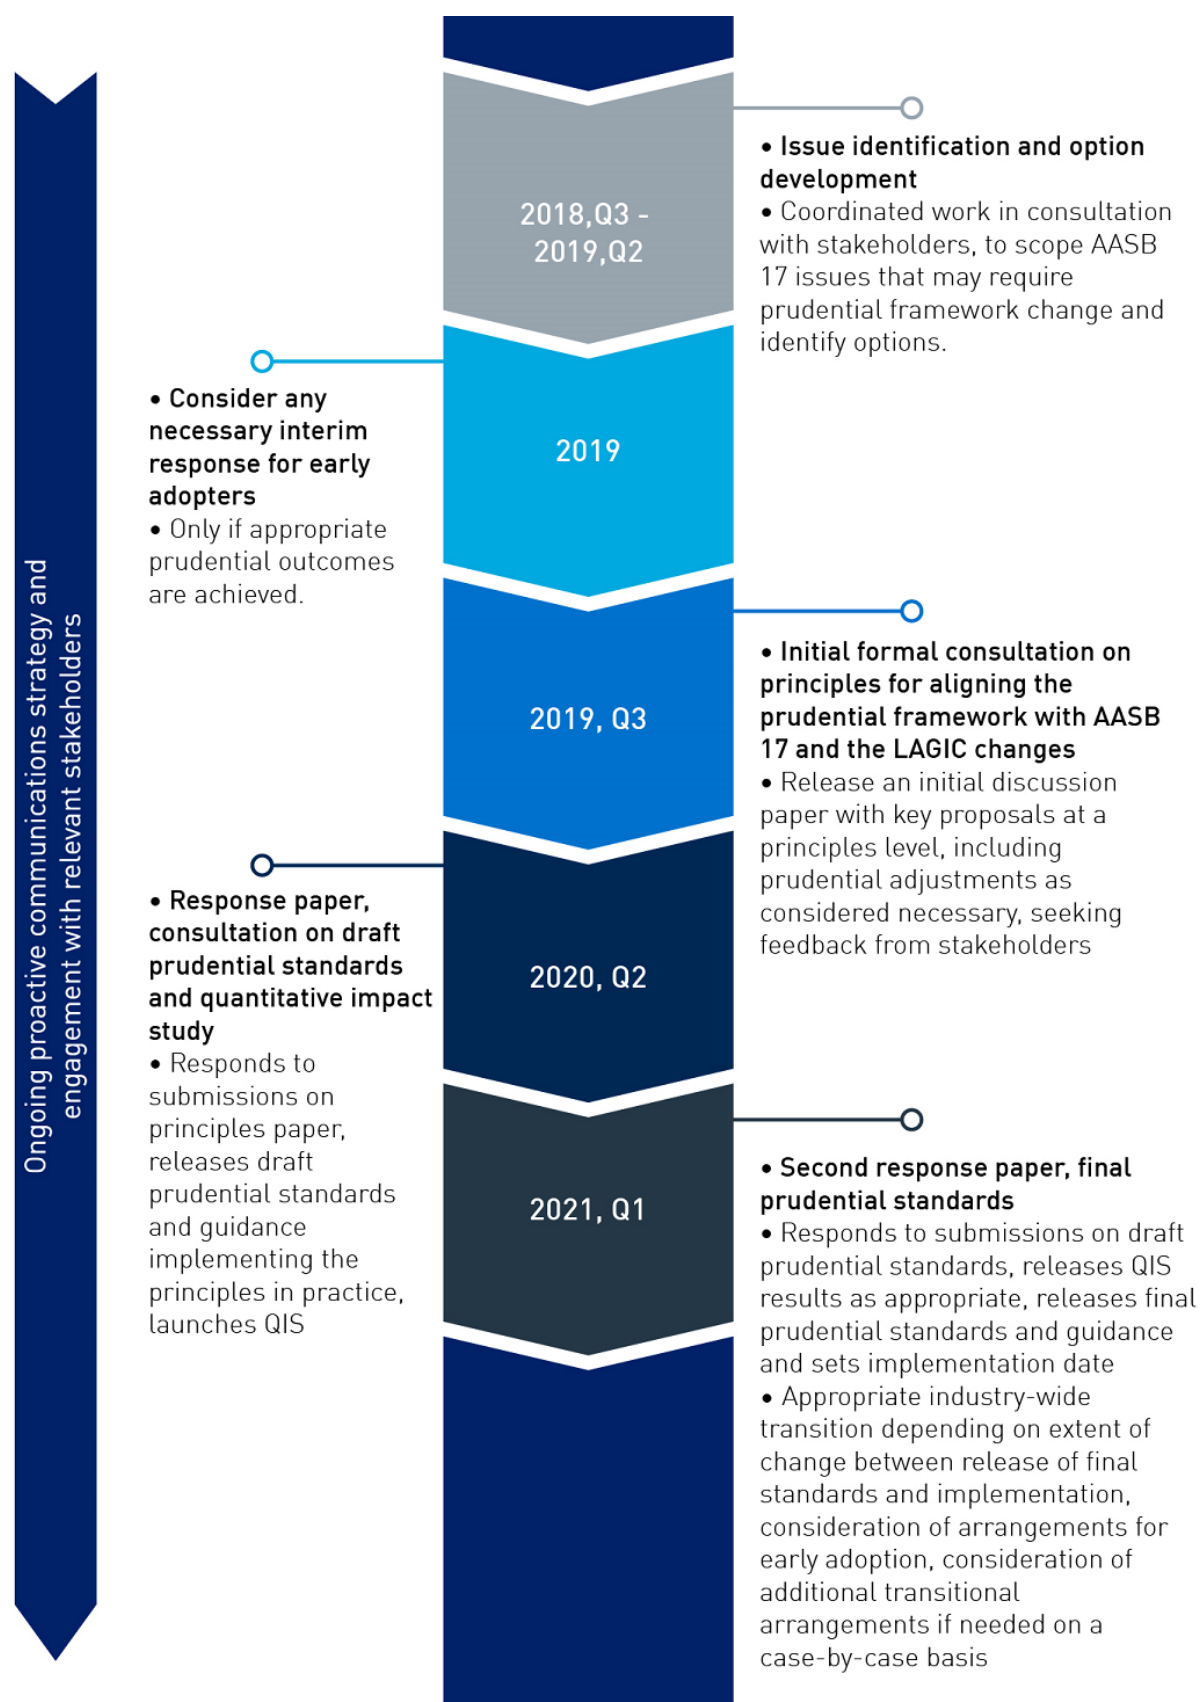 2018,Q3 -
2019,Q2
• Issue identification and option
development
• Coordinated work in consultation
with stakeholders, to scope AASB
17 issues that may require
prudential framework change and
identify options.
2019
• Consider any
necessary interim
response for early
adopters
• Only if appropriate
prudential outcomes
are achieved.
2019, Q3
• Initial formal consultation on
principles for aligning the
prudential framework with AASB
17 and the LAGIC changes
• Release an initial discussion
paper with key proposals at a
principles level, including
prudential adjustments as
considered necessary, seeking
feedback from stakeholders
2020, Q2
• Response paper,
consultation on draft
prudential standards
and quantitative impact
study
• Responds to
submissions on
principles paper,
releases draft
prudential standards
and guidance
implementing the
principles in practice,
launches QIS
2021, Q1
• Second response paper, final
prudential standards
• Responds to submissions on draft
prudential standards, releases QIS
results as appropriate, releases final
prudential standards and guidance
and sets implementation date
• Appropriate industry-wide
transition depending on extent of
change between release of final
standards and implementation,
consideration of arrangements for
early adoption, consideration of
additional transitional
arrangements if needed on a
case-by-case basis
Ongoing proactive communications strategy and
engagement with relevant stakeholders